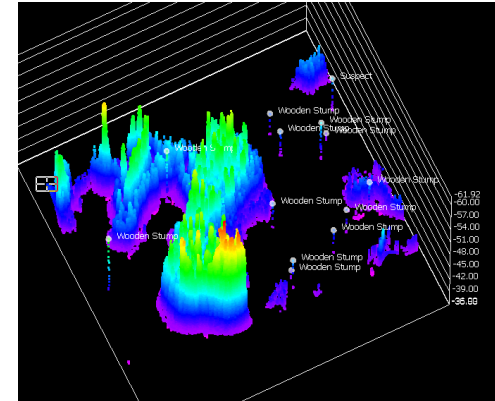 Suspect
Wooden Stump
Wooden Stump
Wooden Stump
Wooden Stump
Wooden Stump
Wooden Stump
Wooden Stump
Wooden Stump
Wooden Stump
Wooden Stump
Wooden Stump
Wooden Stump
-61.92
-60.00
-57.00
-54.00
-51.00
-48.00
-45.00
-42.00
-39.00